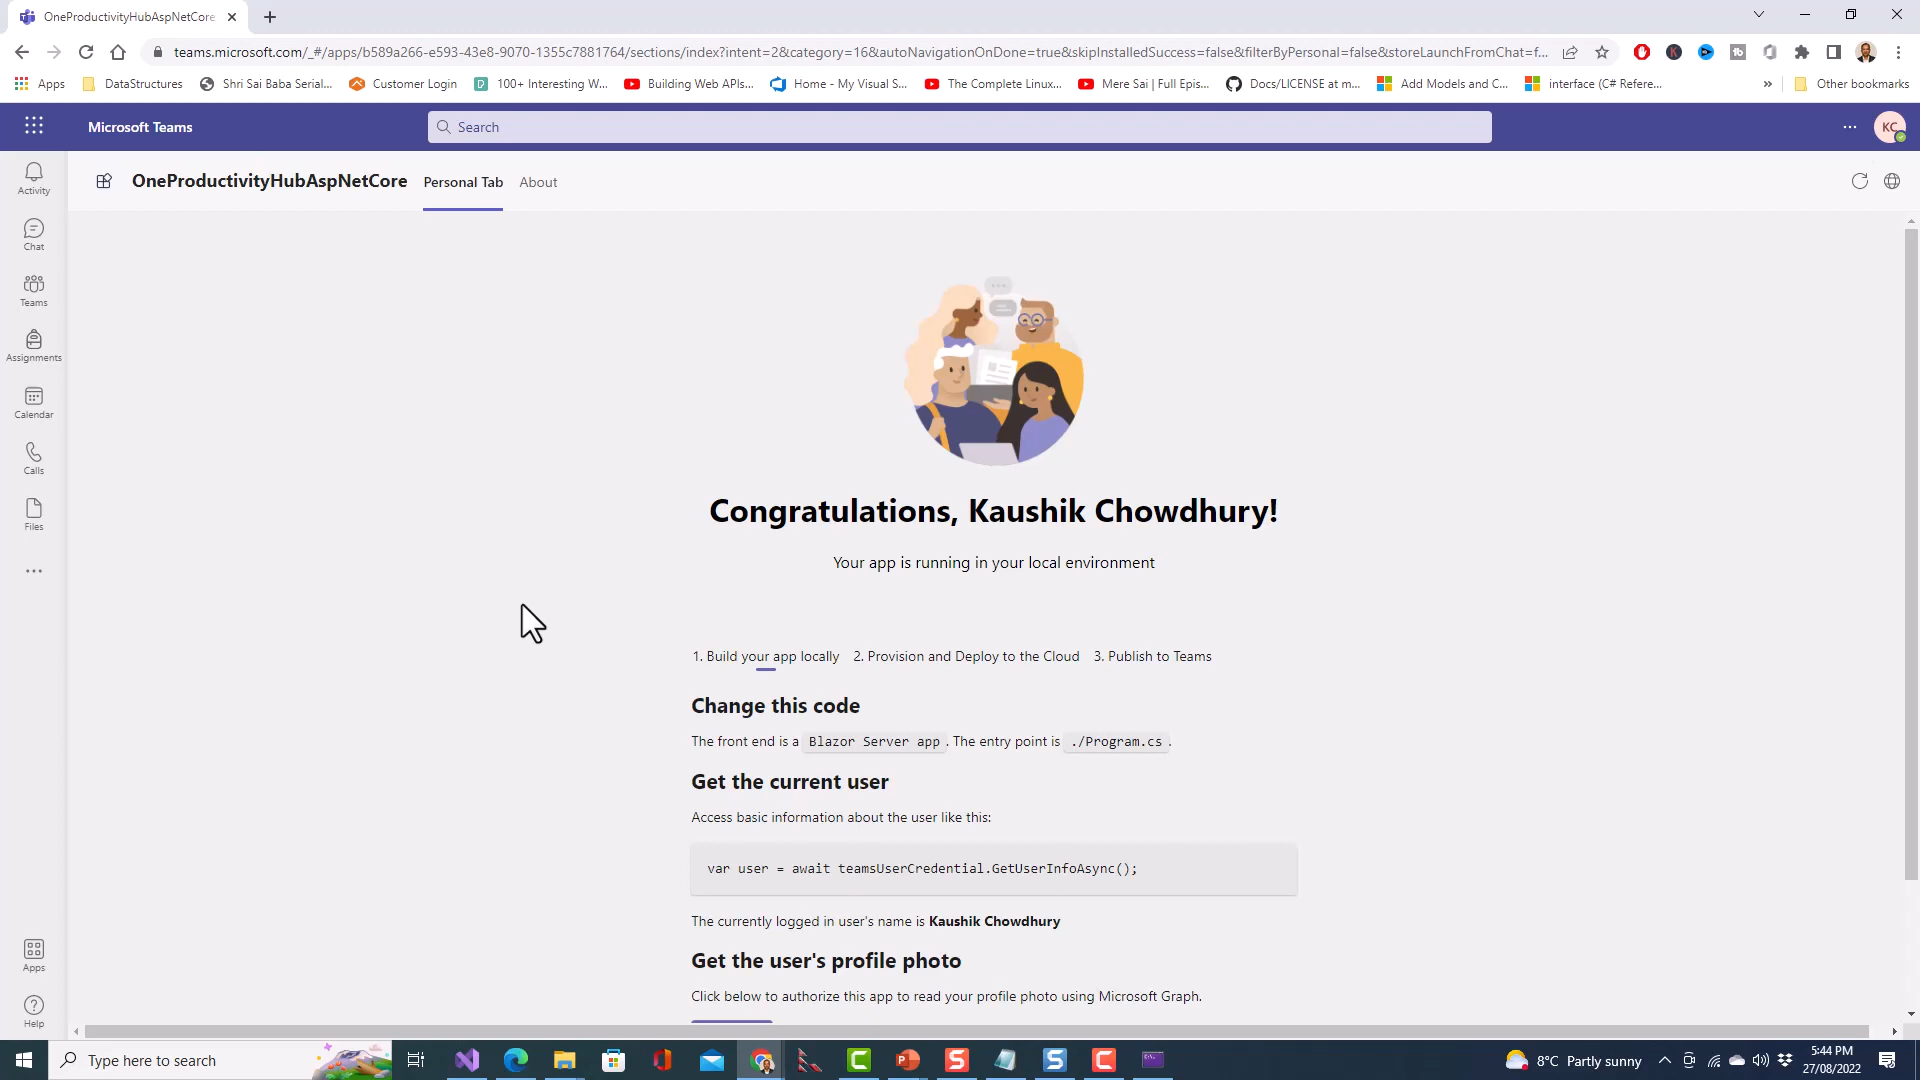 OneProductivityHubAspNetCore
teams.microsoft.com/_#/apps/b589a266-e593-43e8-9070-1355c7881764/sections/index?intent=2&category=16&autoNavigationOnDone=true&skipInstalledSuccess=false&filterByPersonal=false&storeLaunchFromChat=f...
Apps DataStructures Shri Sai Baba Serial... Customer Login 100+ Interesting W... Building Web APIs... Home - My Visual S... The Complete Linux... Mere Sai | Full Epis... Docs/LICENSE at m... Add Models and C... interface (C# Refere... » Other bookmarks
Microsoft Teams
Search
KC
OneProductivityHubAspNetCore Personal Tab About
Activity
Chat
Teams
Assignments
Calendar
Calls
Files
Apps
Help
Congratulations, Kaushik Chowdhury!
Your app is running in your local environment
1. Build your app locally 2. Provision and Deploy to the Cloud 3. Publish to Teams
Change this code
The front end is a Blazor Server app. The entry point is ./Program.cs.
Get the current user
Access basic information about the user like this:
var user = await teamsUserCredential.GetUserInfoAsync();
The currently logged in user's name is Kaushik Chowdhury
Get the user's profile photo
Click below to authorize this app to read your profile photo using Microsoft Graph.
Type here to search
8°C Partly sunny
5:44 PM
27/08/2022